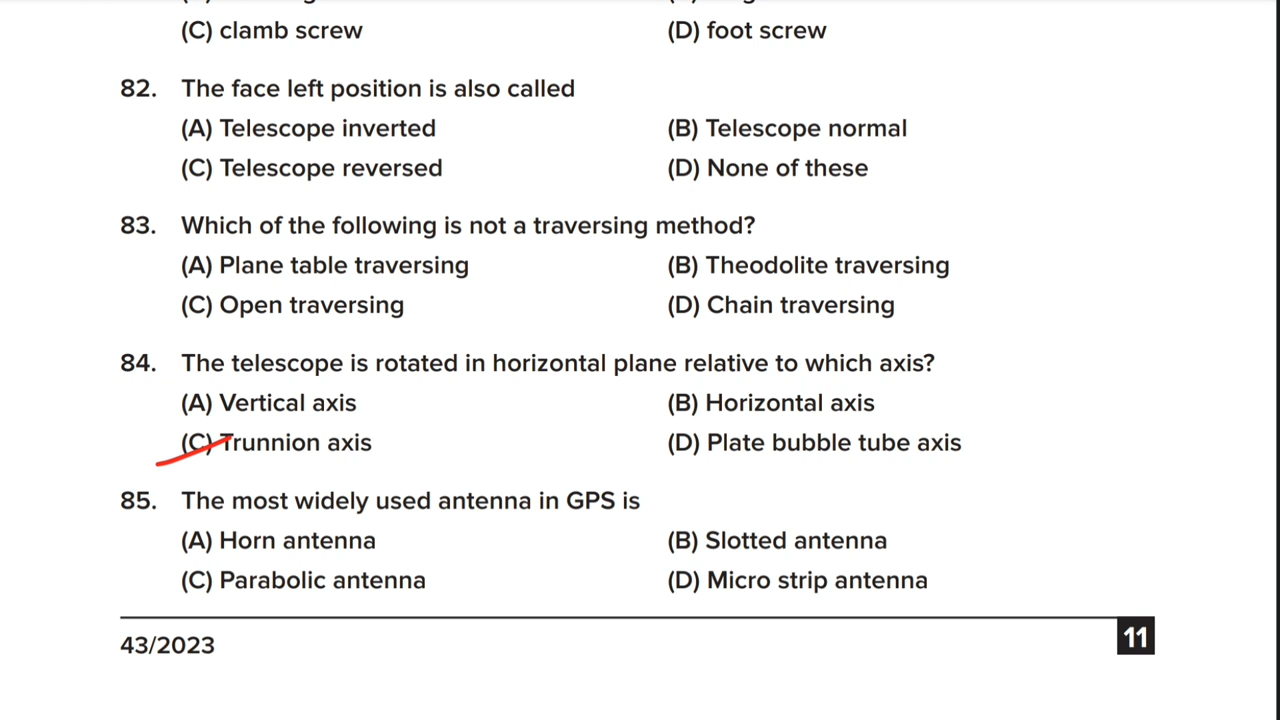 (C) clamb screw (D) foot screw
82. The face left position is also called
(A) Telescope inverted (B) Telescope normal
(C) Telescope reversed (D) None of these
83. Which of the following is not a traversing method?
(A) Plane table traversing (B) Theodolite traversing
(C) Open traversing (D) Chain traversing
84. The telescope is rotated in horizontal plane relative to which axis?
(A) Vertical axis (B) Horizontal axis
(C) Trunnion axis (D) Plate bubble tube axis
85. The most widely used antenna in GPS is
(A) Horn antenna (B) Slotted antenna
(C) Parabolic antenna (D) Micro strip antenna
43/2023 11